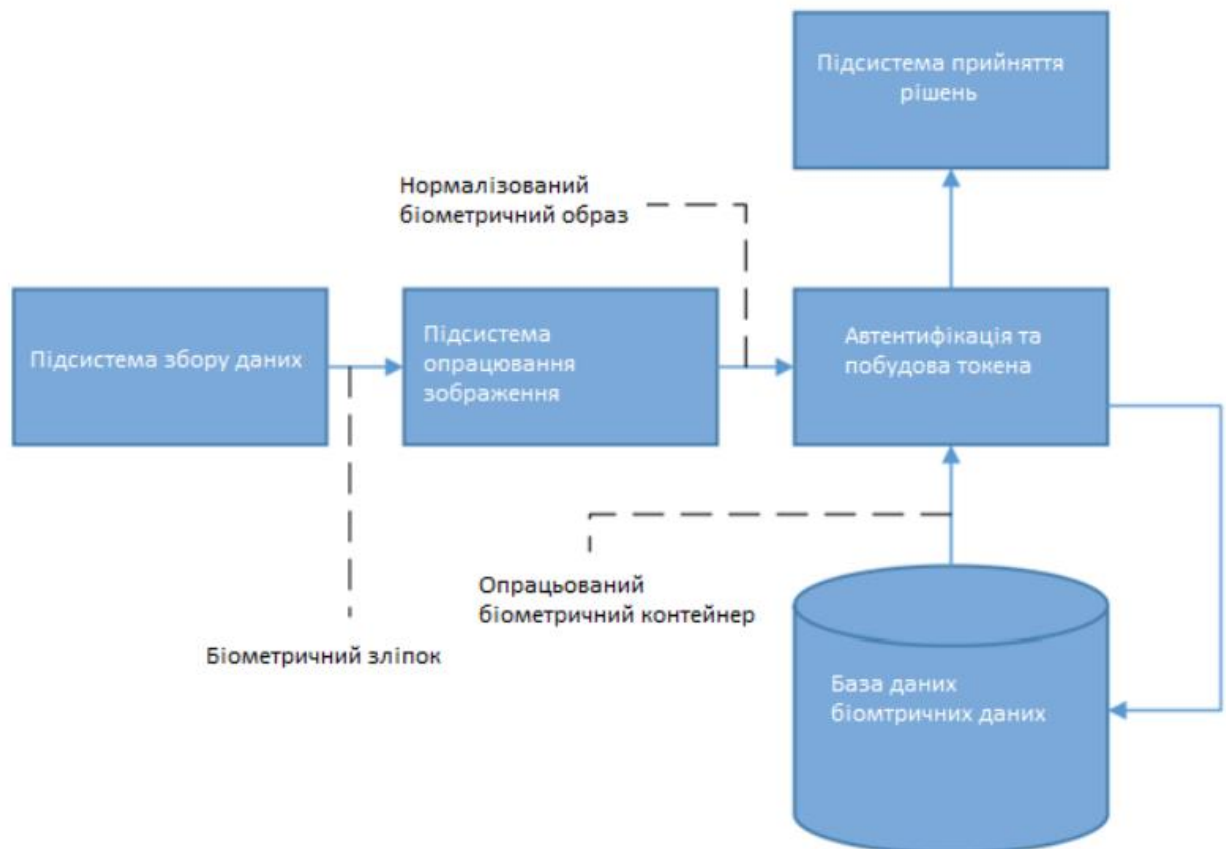 Підсистема прийняття
рішень
Нормалізований
біометричний образ
Підсистема збору даних
Підсистема
опрацювання
зображення
Автентифікація та
побудова токена
Опрацьований
біометричний контейнер
Біометричний зліпок
База даних
біомтричних даних